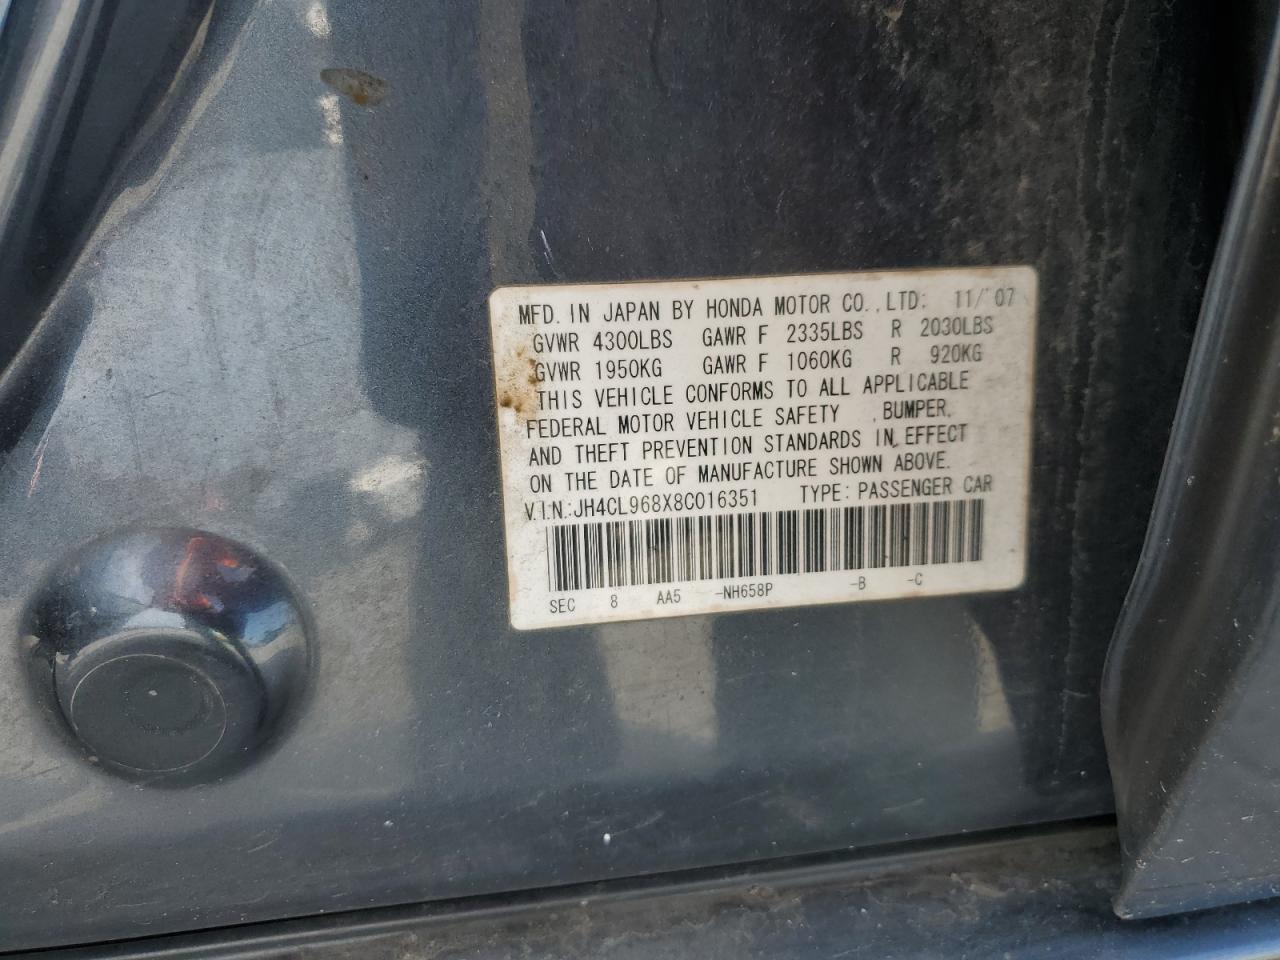 MFD. IN JAPAN BY HONDA MOTOR CO.,LTD: 11/'07
GVWR 4300LBS GAWR F 2335LBS R 2030LBS
GVWR 1950KG GAWR F 1060KG R 920KG
THIS VEHICLE CONFORMS TO ALL APPLICABLE
FEDERAL MOTOR VEHICLE SAFETY , BUMPER,
AND THEFT PREVENTION STANDARDS IN EFFECT
ON THE DATE OF MANUFACTURE SHOWN ABOVE.
V.I.N.:JH4CL968X8C016351 TYPE: PASSENGER CAR
SEC 8 AA5 -NH658P -B -C